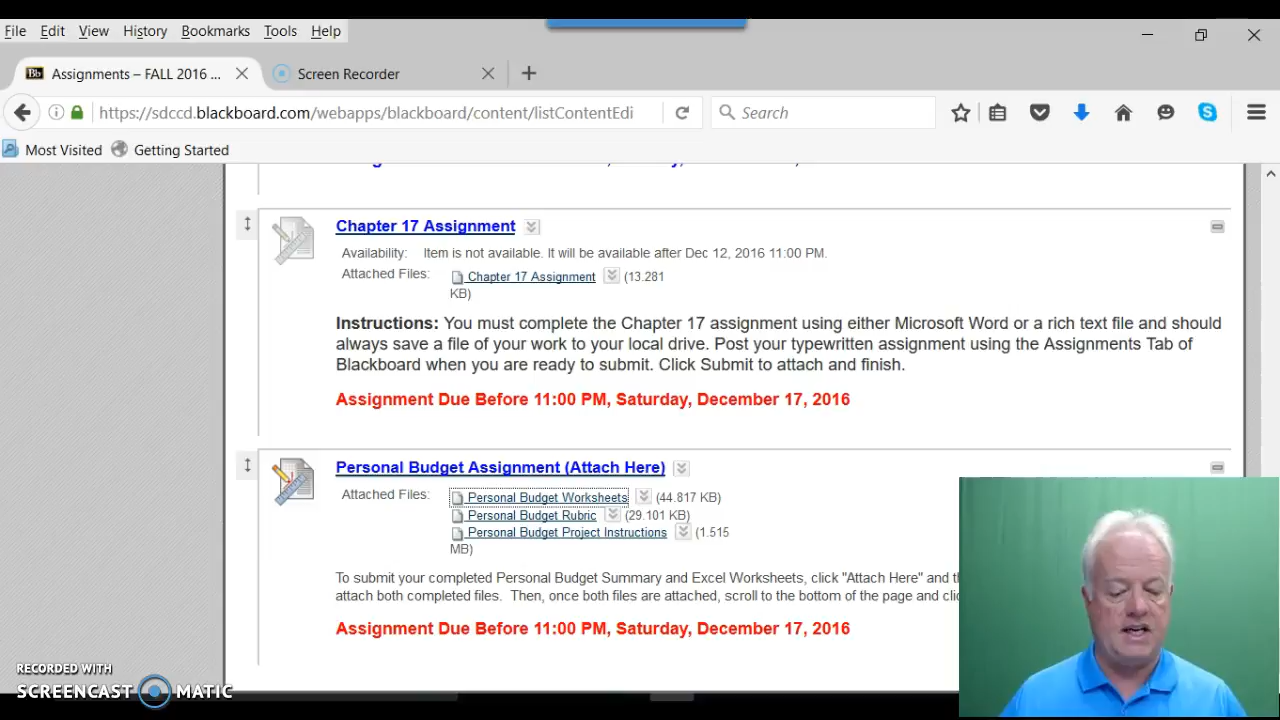 File Edit View History Bookmarks Tools Help
Bb Assignments – FALL 2016 ...
Screen Recorder
https://sdccd.blackboard.com/webapps/blackboard/content/listContentEdi
Search
Most Visited Getting Started
Chapter 17 Assignment
Availability: Item is not available. It will be available after Dec 12, 2016 11:00 PM.
Attached Files: Chapter 17 Assignment (13.281
KB)
Instructions: You must complete the Chapter 17 assignment using either Microsoft Word or a rich text file and should
always save a file of your work to your local drive. Post your typewritten assignment using the Assignments Tab of
Blackboard when you are ready to submit. Click Submit to attach and finish.
Assignment Due Before 11:00 PM, Saturday, December 17, 2016
Personal Budget Assignment (Attach Here)
Attached Files: Personal Budget Worksheets (44.817 KB)
Personal Budget Rubric (29.101 KB)
Personal Budget Project Instructions (1.515
MB)
To submit your completed Personal Budget Summary and Excel Worksheets, click "Attach Here" and
attach both completed files. Then, once both files are attached, scroll to the bottom of the page and
Assignment Due Before 11:00 PM, Saturday, December 17, 2016
RECORDED WITH
SCREENCAST MATIC